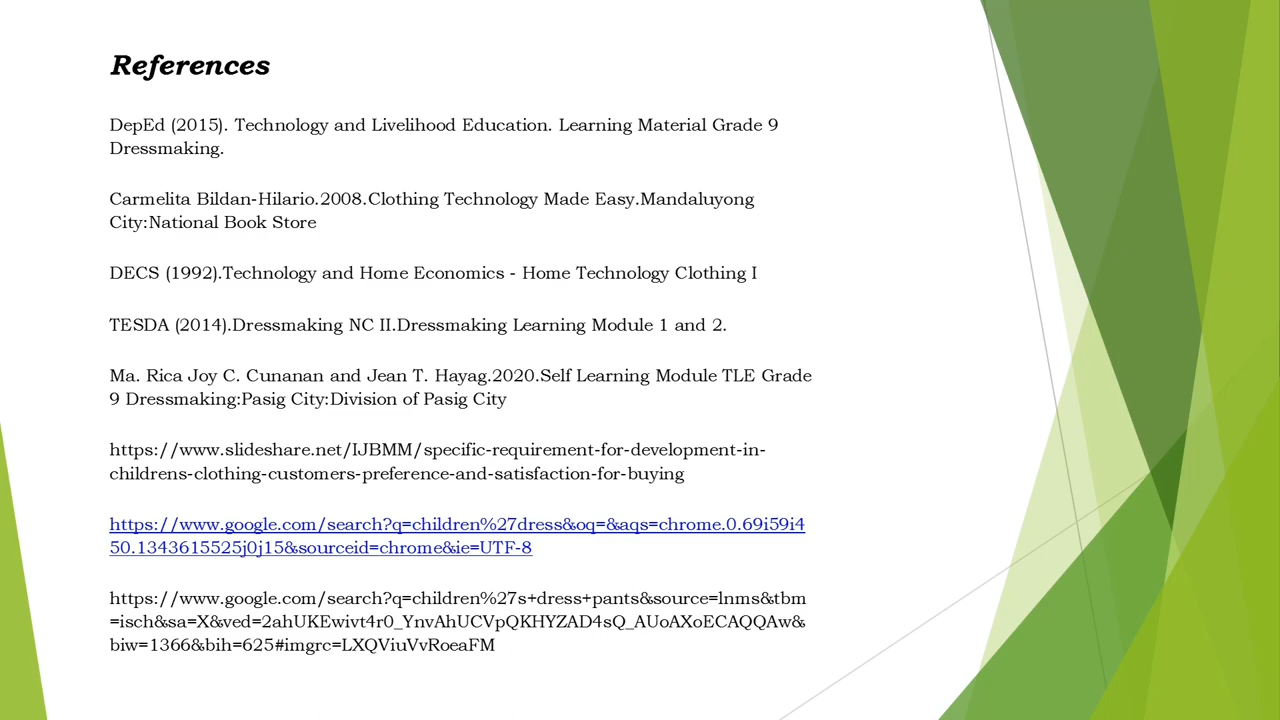 References
DepEd (2015). Technology and Livelihood Education. Learning Material Grade 9
Dressmaking.
Carmelita Bildan-Hilario.2008.Clothing Technology Made Easy.Mandaluyong
City:National Book Store
DECS (1992).Technology and Home Economics - Home Technology Clothing I
TESDA (2014).Dressmaking NC II.Dressmaking Learning Module 1 and 2.
Ma. Rica Joy C. Cunanan and Jean T. Hayag.2020.Self Learning Module TLE Grade
9 Dressmaking:Pasig City:Division of Pasig City
https://www.slideshare.net/IJBMM/specific-requirement-for-development-in-
childrens-clothing-customers-preference-and-satisfaction-for-buying
https://www.google.com/search?q=children%27dress&oq=&aqs=chrome.0.69i59i4
50.1343615525j0j15&sourceid=chrome&ie=UTF-8
https://www.google.com/search?q=children%27s+dress+pants&source=lnms&tbm
=isch&sa=X&ved=2ahUKEwivt4r0_YnvAhUCVpQKHYZAD4sQ_AUoAXoECAQQAw&
biw=1366&bih=625#imgrc=LXQViuVvRoeaFM